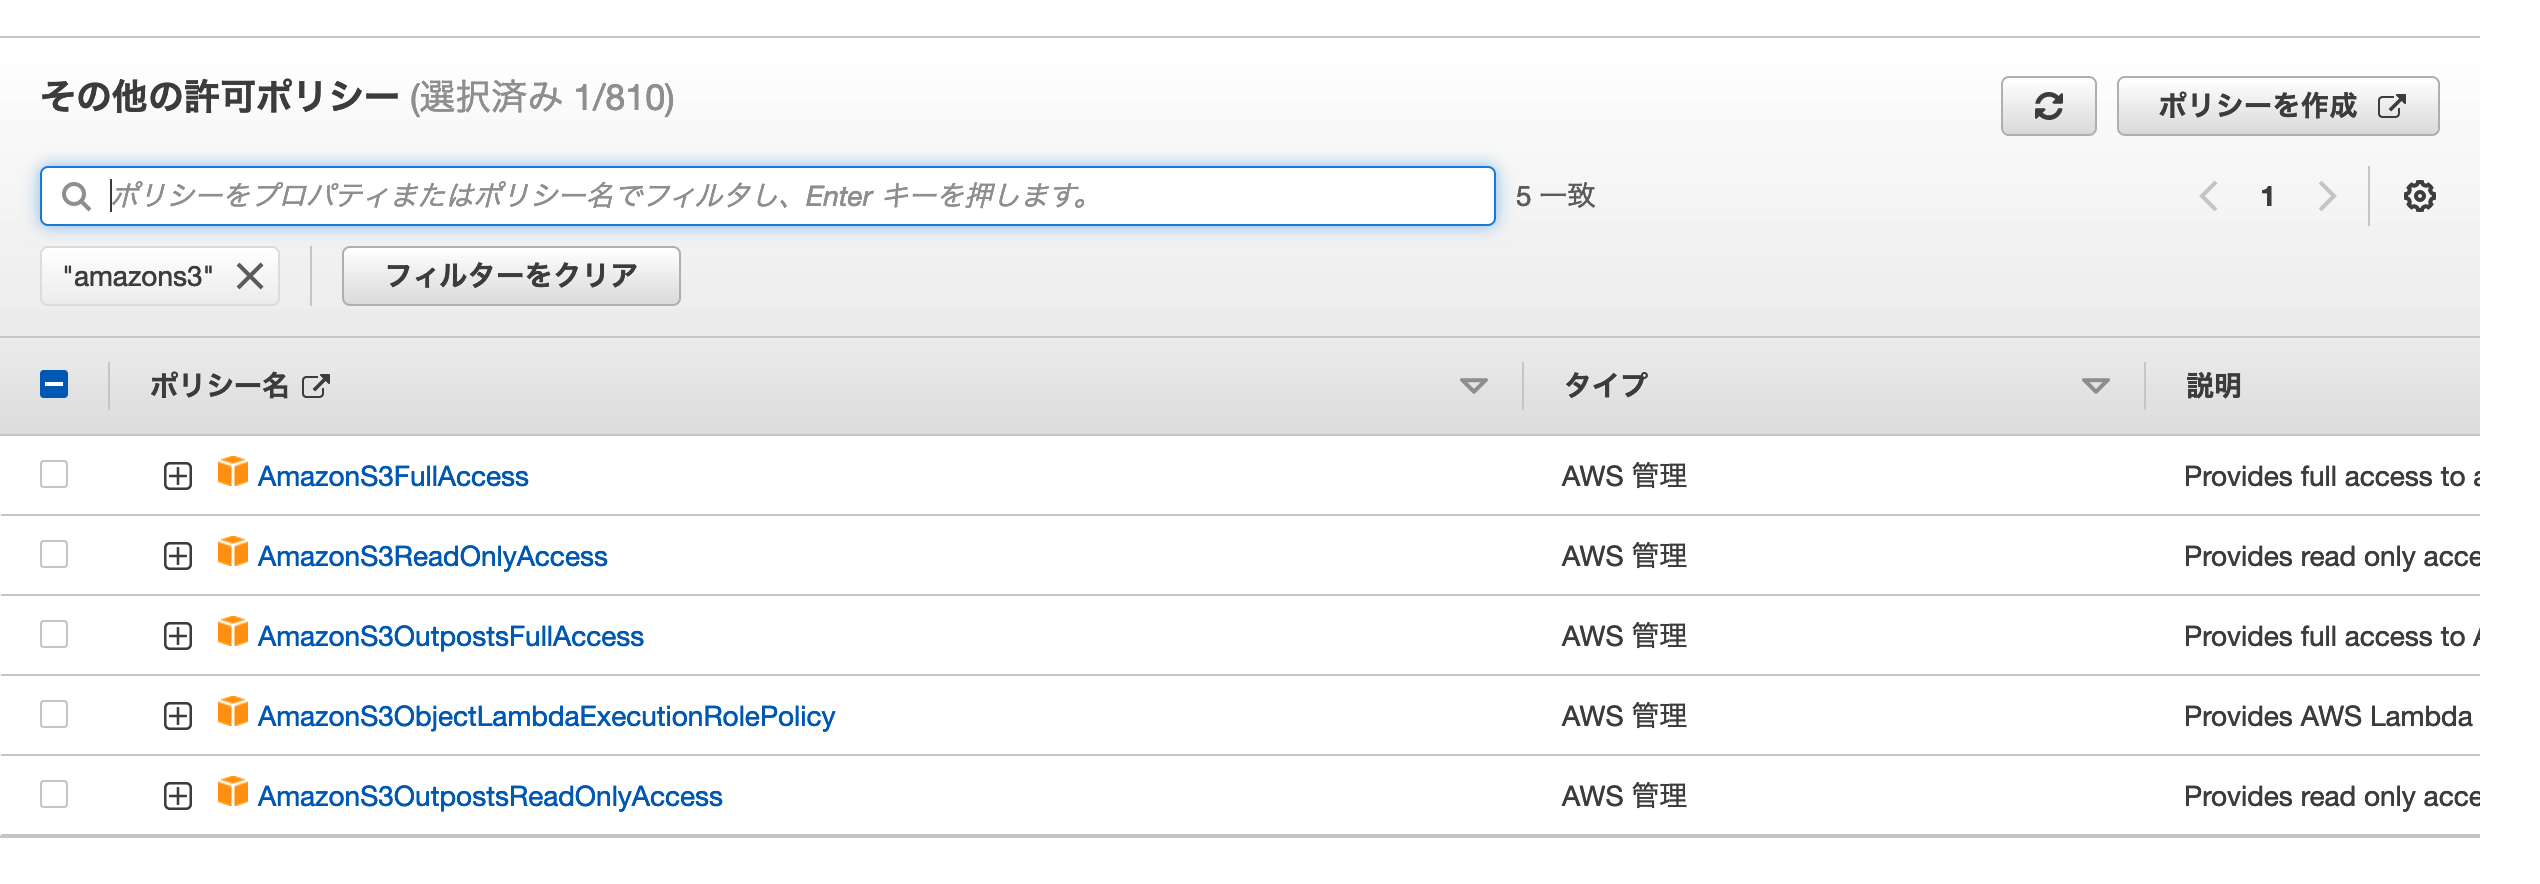 その他の許可ポリシー (選択済み 1/810)
ポリシーを作成
ポリシーをプロパティまたはポリシー名でフィルタし、Enter キーを押します。
5 一致
1
"amazons3"
フィルターをクリア
ポリシー名 タイプ 説明
AmazonS3FullAccess AWS 管理 Provides full access to a
AmazonS3ReadOnlyAccess AWS 管理 Provides read only acce
AmazonS3OutpostsFullAccess AWS 管理 Provides full access to A
AmazonS3ObjectLambdaExecutionRolePolicy AWS 管理 Provides AWS Lambda
AmazonS3OutpostsReadOnlyAccess AWS 管理 Provides read only acce